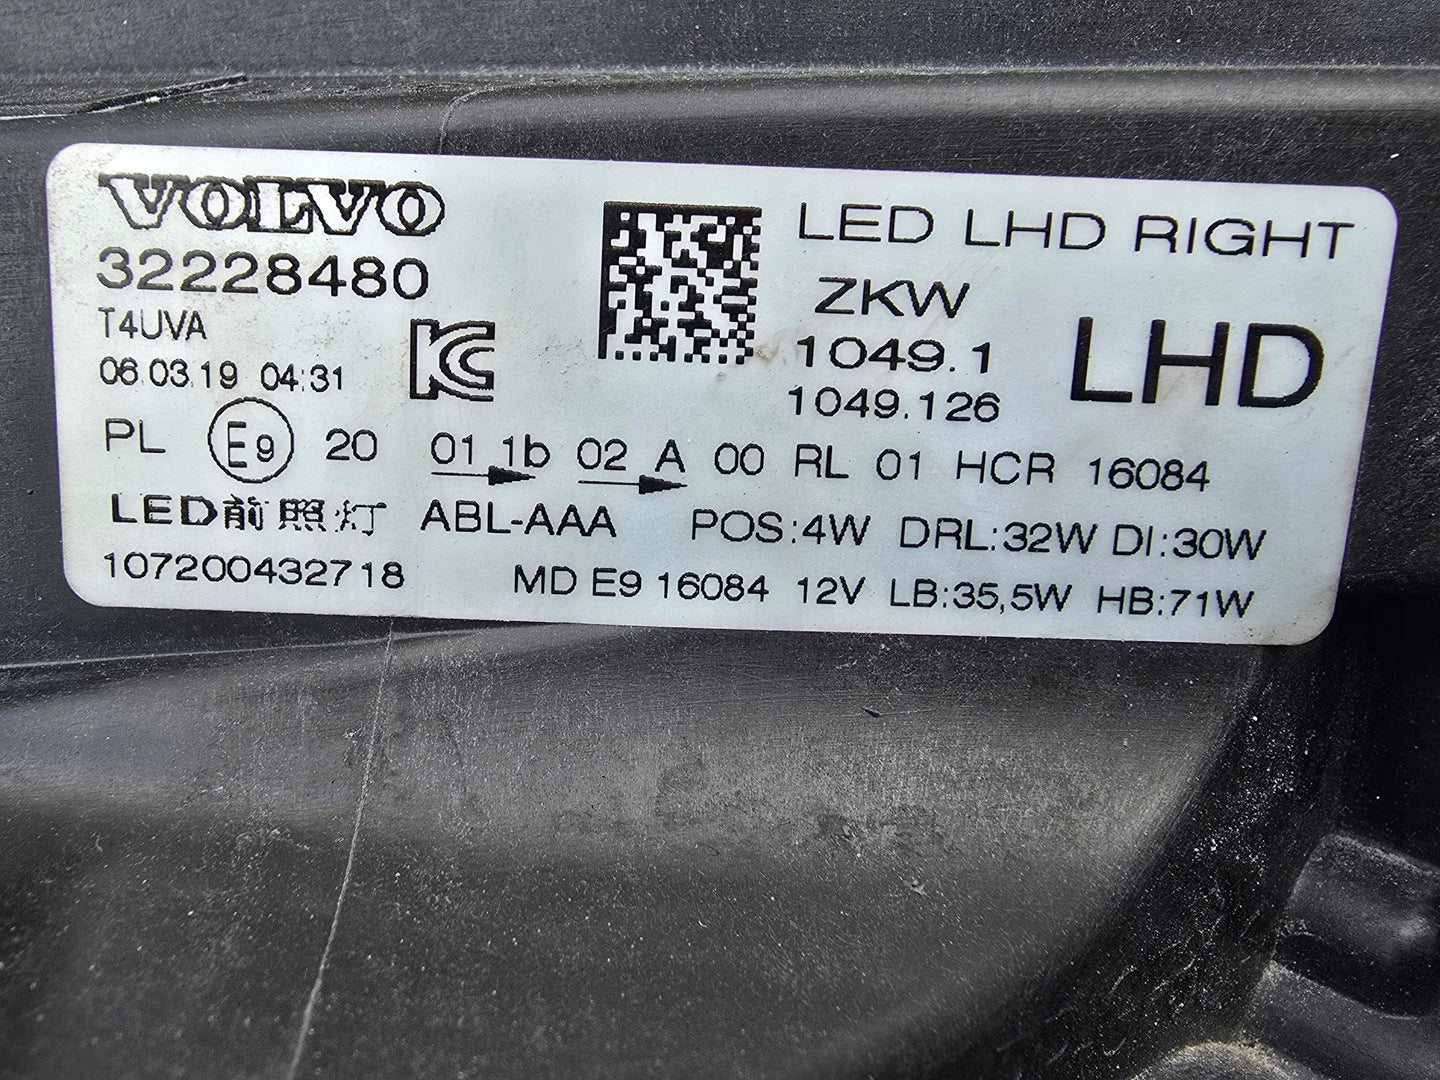 VOLVO
32228480
T4UVA
06.03.19 04:31
LED LHD RIGHT
ZKW
1049.1
1049.126
LHD
PL E9 20 01 1b 02 A 00 RL 01 HCR 16084
LED前照灯 ABL-AAA POS:4W DRL:32W DI:30W
107200432718 MD E9 16084 12V LB:35,5W HB:71W